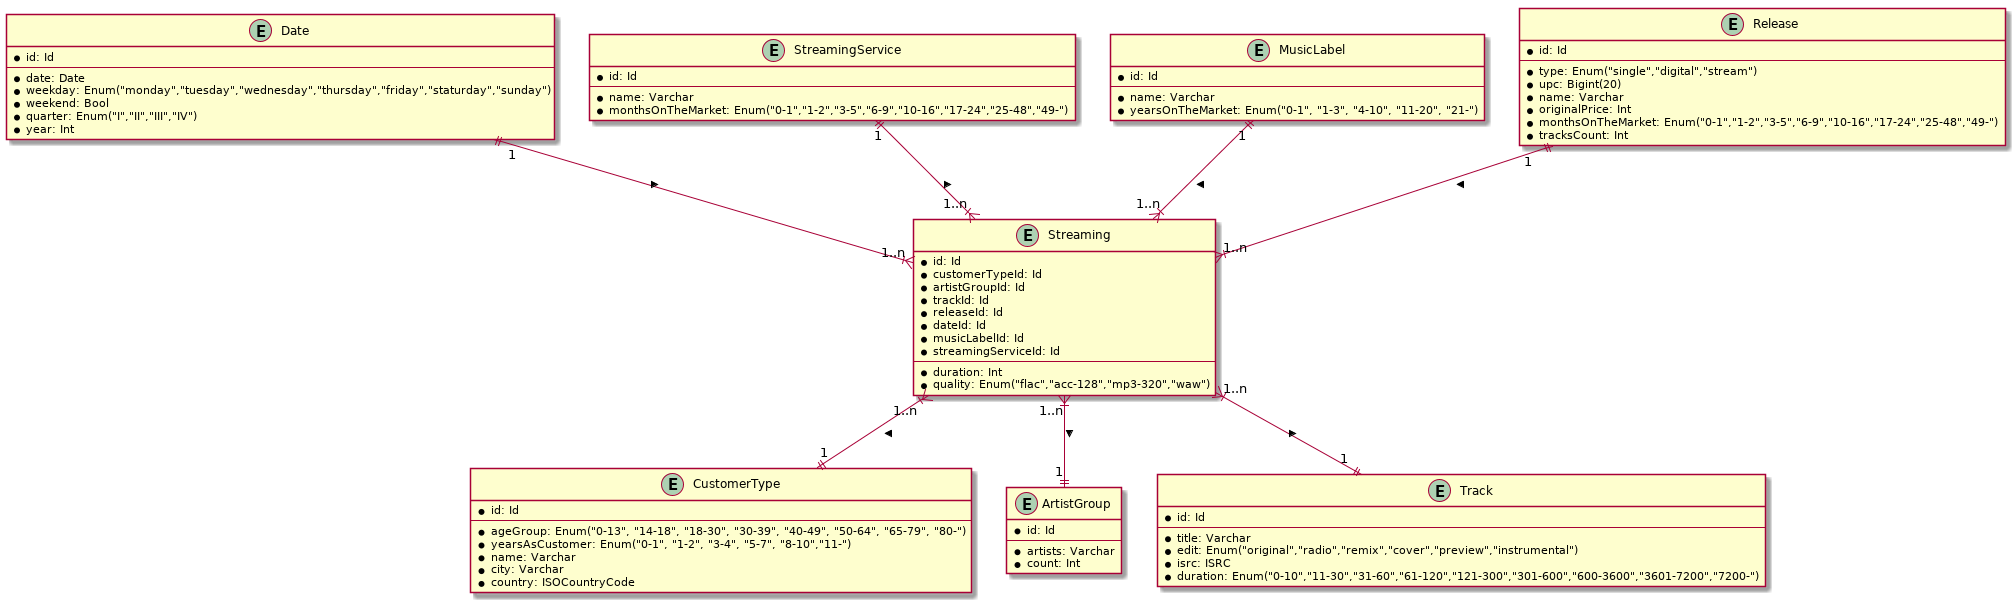 E Date
id: Id
date: Date
weekday: Enum("monday","tuesday","wednesday","thursday","friday","staturday","sunday")
weekend: Bool
quarter: Enum("I","II","III","IV")
year: Int
E StreamingService
id: Id
name: Varchar
monthsOnTheMarket: Enum("0-1","1-2","3-5","6-9","10-16","17-24","25-48","49-")
E MusicLabel
id: Id
name: Varchar
yearsOnTheMarket: Enum("0-1", "1-3", "4-10", "11-20", "21-")
E Release
id: Id
type: Enum("single","digital","stream")
upc: Bigint(20)
name: Varchar
originalPrice: Int
monthsOnTheMarket: Enum("0-1","1-2","3-5","6-9","10-16","17-24","25-48","49-")
tracksCount: Int
1
1
1
1
1..n
1..n
1..n
1..n
E Streaming
id: Id
customerTypeId: Id
artistGroupId: Id
trackId: Id
releaseId: Id
dateId: Id
musicLabelId: Id
streamingServiceId: Id
duration: Int
quality: Enum("flac","acc-128","mp3-320","waw")
1..n
1..n
1..n
1
1
1
E CustomerType
id: Id
ageGroup: Enum("0-13", "14-18", "18-30", "30-39", "40-49", "50-64", "65-79", "80-")
yearsAsCustomer: Enum("0-1", "1-2", "3-4", "5-7", "8-10","11-")
name: Varchar
city: Varchar
country: ISOCountryCode
E ArtistGroup
id: Id
artists: Varchar
count: Int
E Track
id: Id
title: Varchar
edit: Enum("original","radio","remix","cover","preview","instrumental")
isrc: ISRC
duration: Enum("0-10","11-30","31-60","61-120","121-300","301-600","600-3600","3601-7200","7200-")